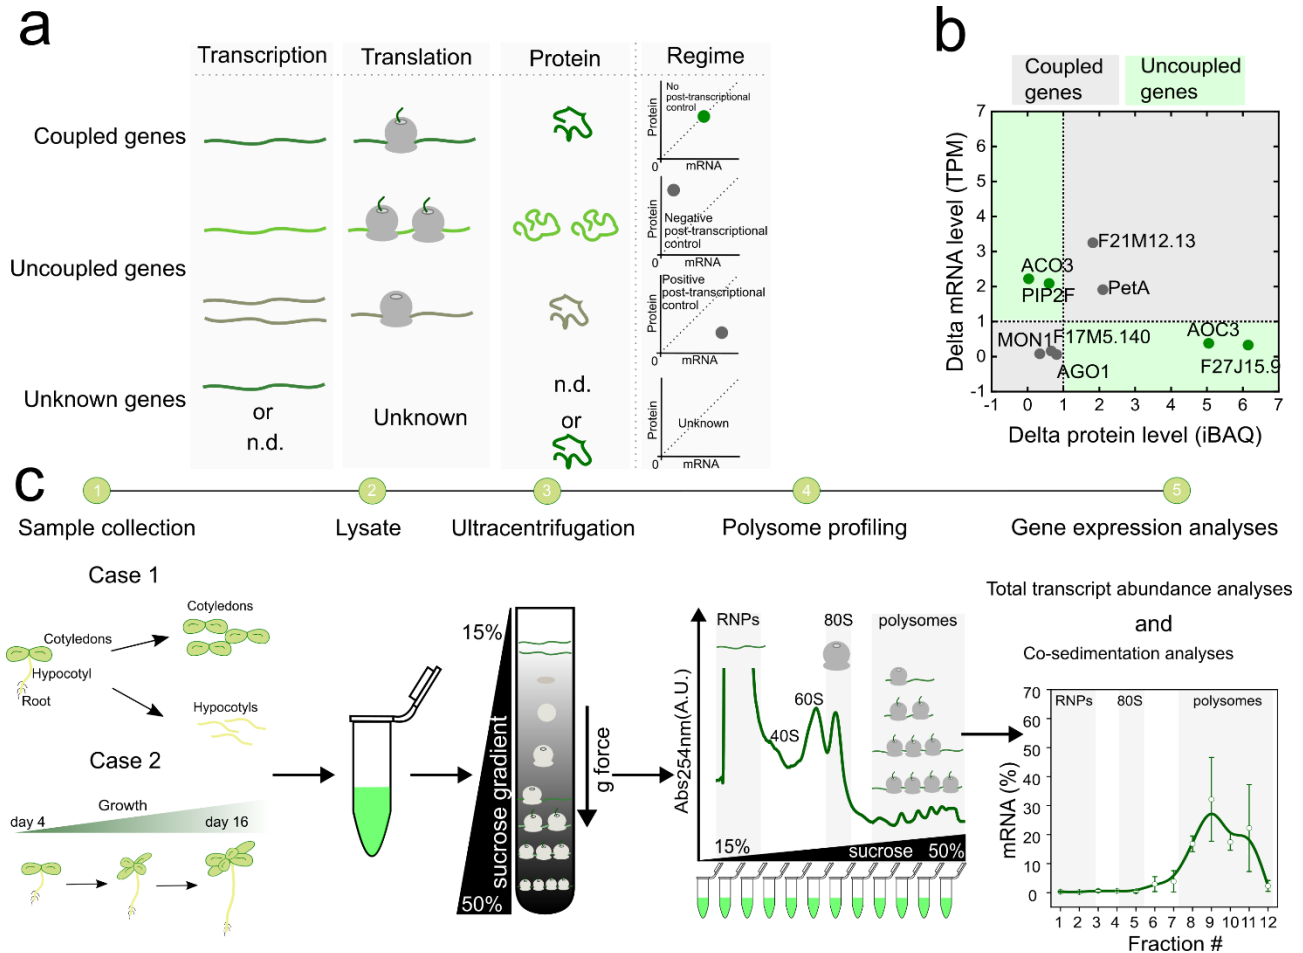 a
Transcription
Translation
Protein
Regime
Coupled genes
No
post-transcriptional
control
Protein
0
mRNA
Uncoupled genes
Protein
Negative
post-transcriptional
control
0
mRNA
Positive
post-transcriptional
control
Protein
0
mRNA
Unknown genes
or
n.d.
Unknown
n.d.
or
Protein
Unknown
0
mRNA
b
Coupled
genes
Uncoupled
genes
Delta mRNA level (TPM)
7
6
5
4
3
2
1
0
-1
F21M12.13
ACO3
PIP2F
PetA
MON1
F17M5.140
AGO1
AOC3
F27J15.9
-1 0 1 2 3 4 5 6 7
Delta protein level (iBAQ)
c
1
2
3
4
5
Sample collection
Lysate
Ultracentrifugation
Polysome profiling
Gene expression analyses
Case 1
Cotyledons
Cotyledons
Hypocotyl
Root
Hypocotyls
Case 2
Growth
day 4
day 16
15%
sucrose gradient
50%
g force
Abs254nm(A.U.)
RNPs
80S
polysomes
60S
40S
15%
sucrose
50%
Total transcript abundance analyses
and
Co-sedimentation analyses
mRNA (%)
70
60
50
40
30
20
10
0
RNPs
80S
polysomes
1 2 3 4 5 6 7 8 9 10 11 12
Fraction #